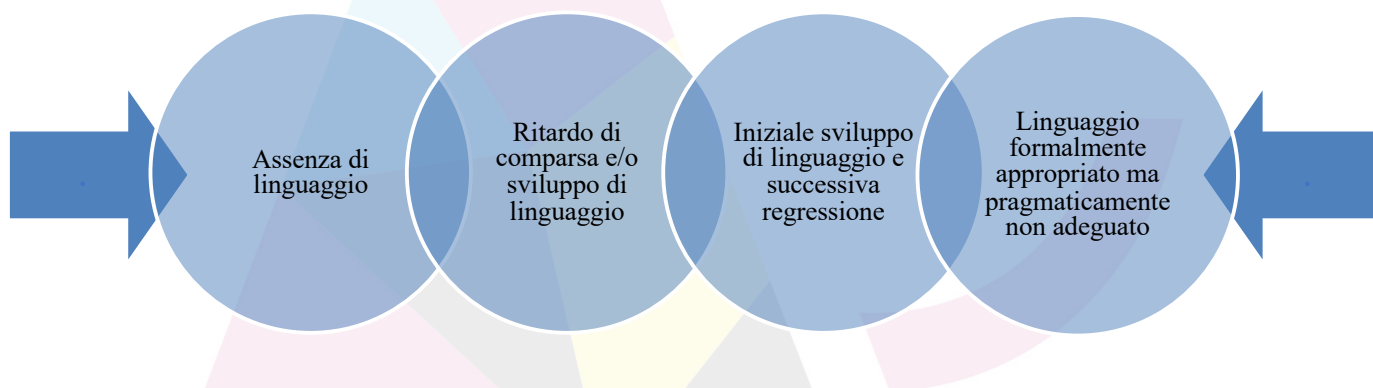 Assenza di
linguaggio
Ritardo di
comparsa e/o
sviluppo di
linguaggio
Iniziale sviluppo
di linguaggio e
successiva
regressione
Linguaggio
formalmente
appropriato ma
pragmaticamente
non adeguato